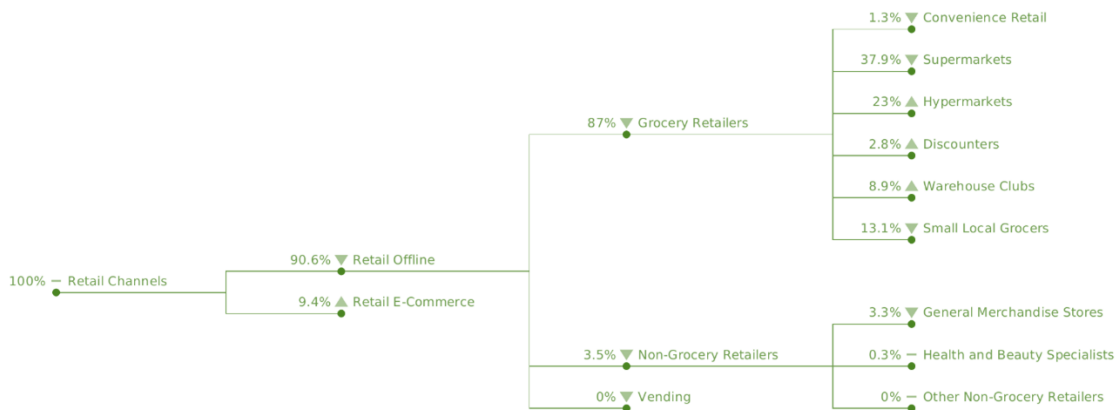 1.3% ▼ Convenience Retail
37.9% ▼ Supermarkets
23% ▲ Hypermarkets
87% ▼ Grocery Retailers
2.8% ▲ Discounters
8.9% ▲ Warehouse Clubs
13.1% ▼ Small Local Grocers
90.6% ▼ Retail Offline
100% – Retail Channels
9.4% ▲ Retail E-Commerce
3.3% ▼ General Merchandise Stores
3.5% ▼ Non-Grocery Retailers
0.3% – Health and Beauty Specialists
0% ▼ Vending
0% – Other Non-Grocery Retailers